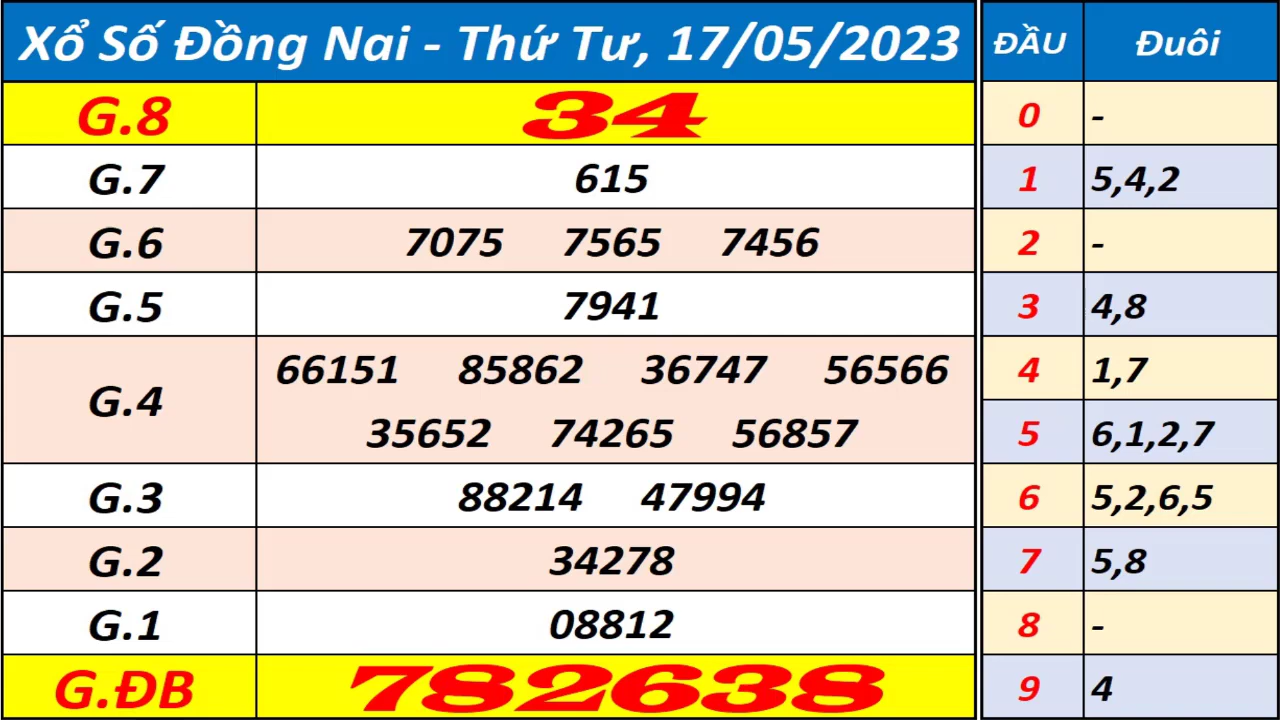 Xổ Số Đồng Nai - Thứ Tư, 17/05/2023
G.8 34
G.7 615
G.6 7075 7565 7456
G.5 7941
G.4 66151 85862 36747 56566
35652 74265 56857
G.3 88214 47994
G.2 34278
G.1 08812
G.ĐB 782638
ĐẦU Đuôi
0 -
1 5,4,2
2 -
3 4,8
4 1,7
5 6,1,2,7
6 5,2,6,5
7 5,8
8 -
9 4